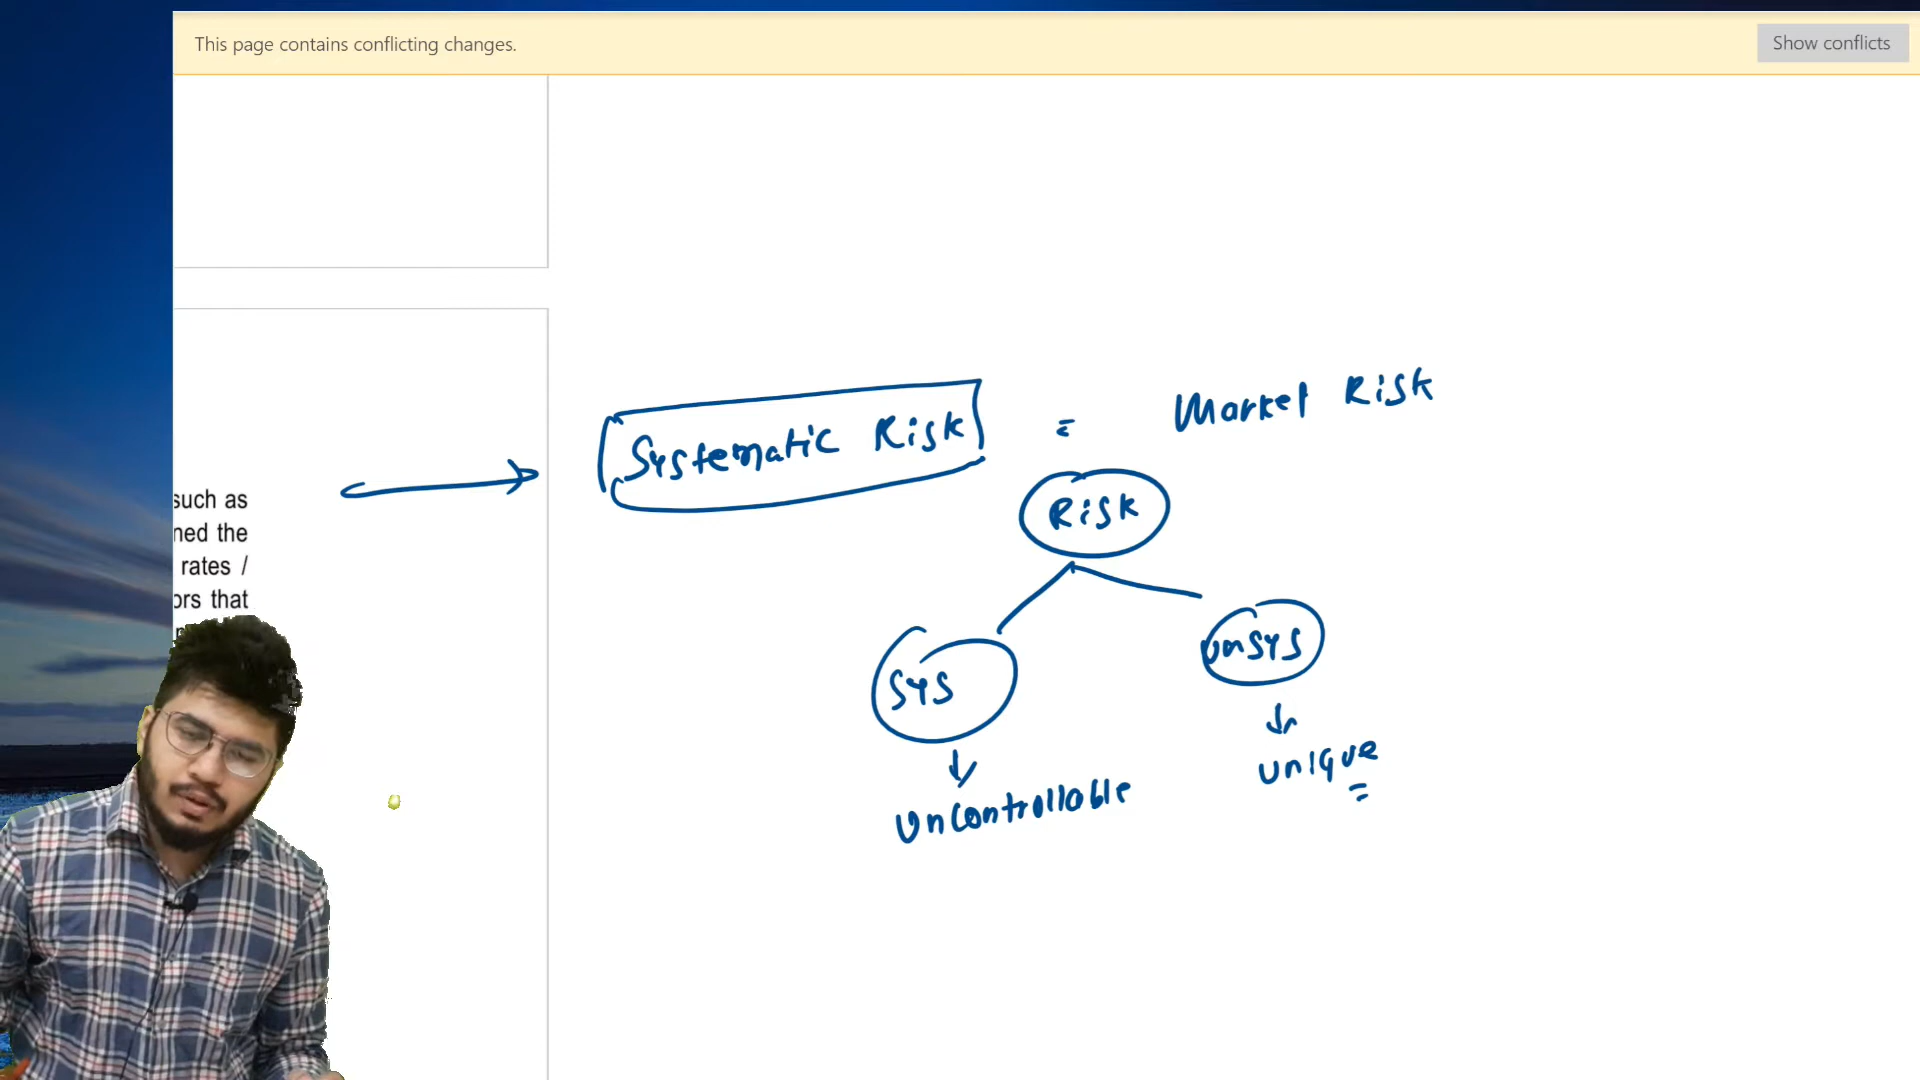 This page contains conflicting changes.
Show conflicts
Systematic Risk = Market Risk
Risk
such as
ned the
rates /
ors that
SYS
unsys
uncontrollable
unique